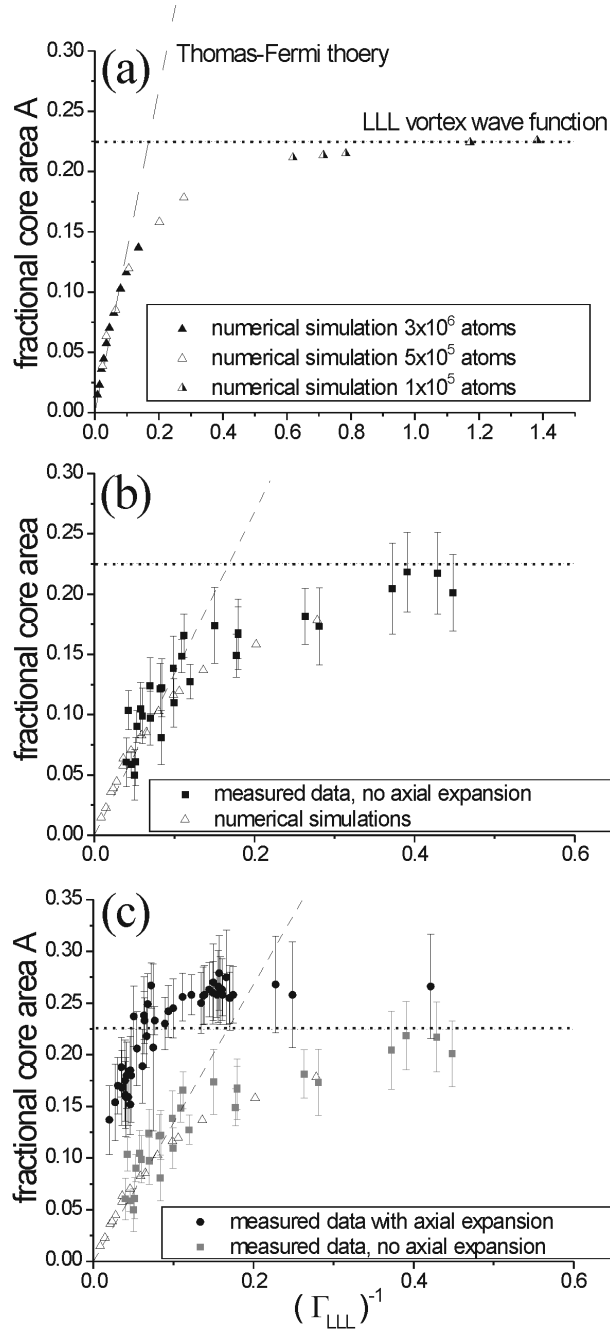 (a)
Thomas-Fermi thoery
LLL vortex wave function
fractional core area A
0.30
0.25
0.20
0.15
0.10
0.05
0.00
▲ numerical simulation 3x10⁶ atoms
△ numerical simulation 5x10⁵ atoms
numerical simulation 1x10⁵ atoms
0.0 0.2 0.4 0.6 0.8 1.0 1.2 1.4
(b)
fractional core area
0.30
0.25
0.20
0.15
0.10
0.05
0.00
■ measured data, no axial expansion
△ numerical simulations
0.0 0.2 0.4 0.6
(c)
fractional core area A
0.35
0.30
0.25
0.20
0.15
0.10
0.05
0.00
● measured data with axial expansion
■ measured data, no axial expansion
0.0 0.2 0.4 0.6
(Γ_LLL)⁻¹